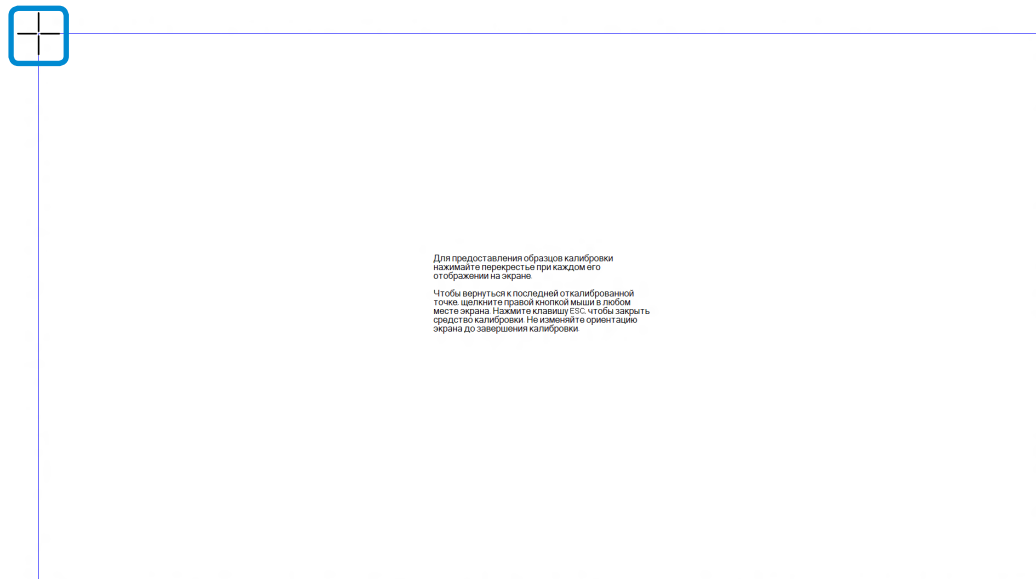 Для предоставления образцов калибровки
нажимайте перекрестье при каждом его
отображении на экране.
Чтобы вернуться к последней откалиброванной
точке, щелкните правой кнопкой мыши в любом
месте экрана. Нажмите клавишу ESC, чтобы закрыть
средство калибровки. Не изменяйте ориентацию
экрана до завершения калибровки.